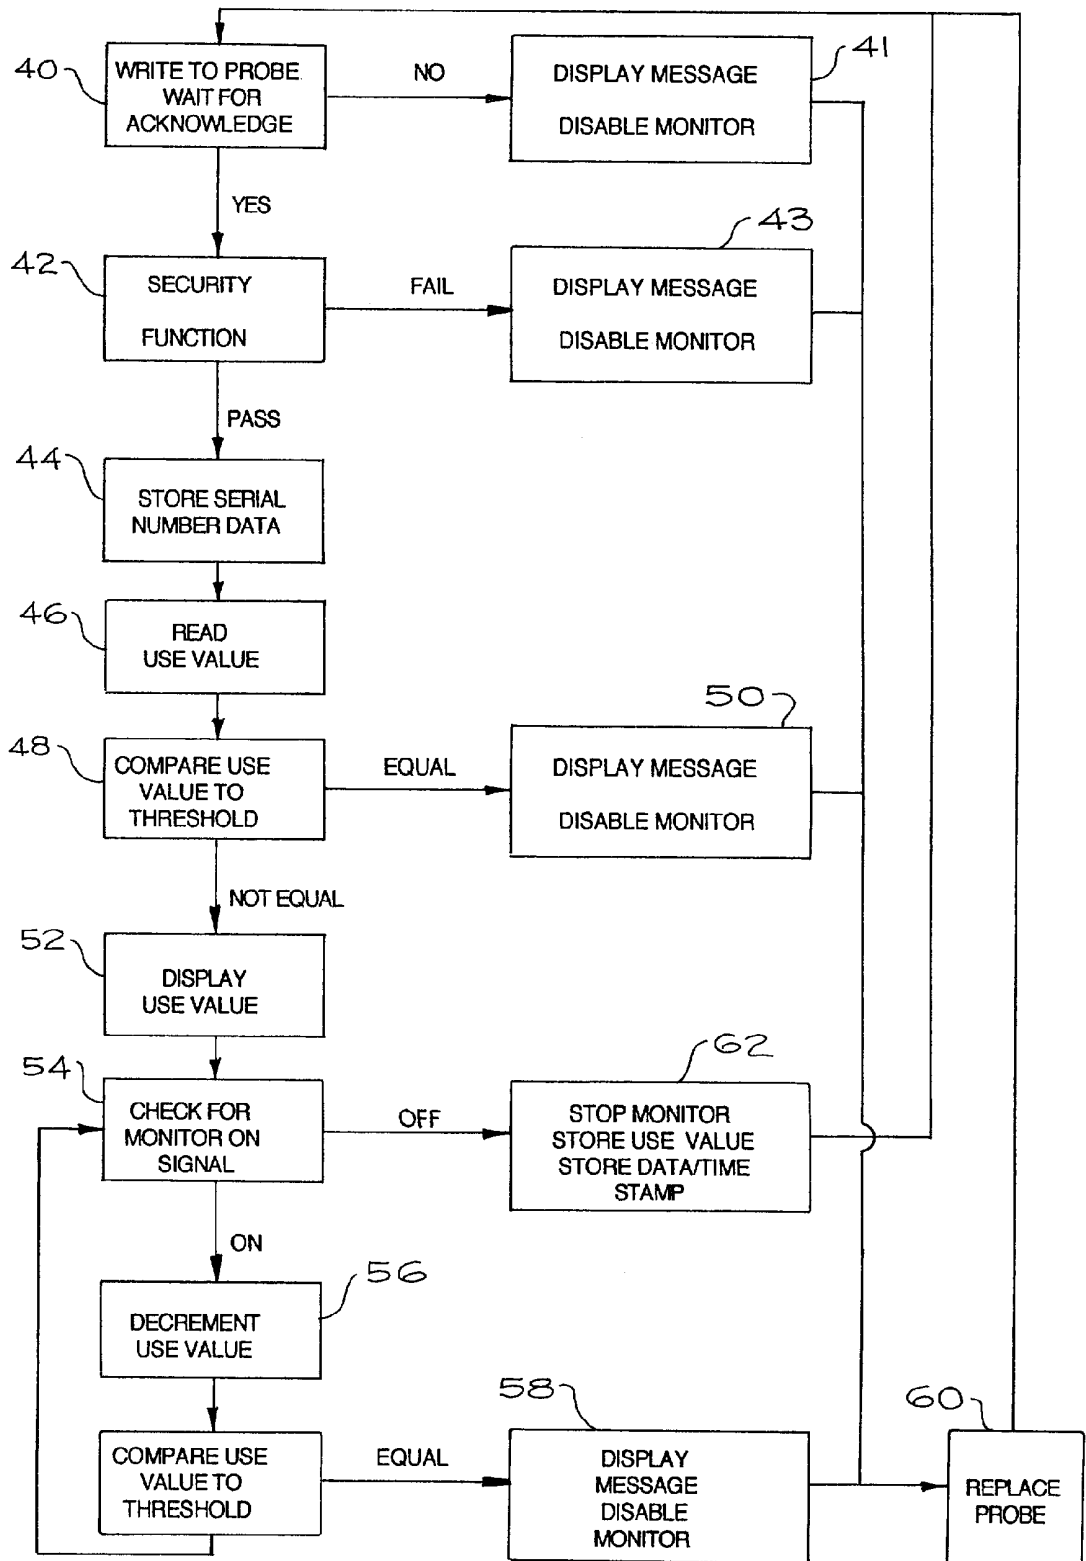 40
WRITE TO PROBE
WAIT FOR
ACKNOWLEDGE
NO
41
DISPLAY MESSAGE
DISABLE MONITOR
YES
42
SECURITY
FUNCTION
FAIL
43
DISPLAY MESSAGE
DISABLE MONITOR
PASS
44
STORE SERIAL
NUMBER DATA
46
READ
USE VALUE
48
COMPARE USE
VALUE TO
THRESHOLD
EQUAL
50
DISPLAY MESSAGE
DISABLE MONITOR
NOT EQUAL
52
DISPLAY
USE VALUE
54
CHECK FOR
MONITOR ON
SIGNAL
OFF
62
STOP MONITOR
STORE USE VALUE
STORE DATA/TIME
STAMP
ON
56
DECREMENT
USE VALUE
COMPARE USE
VALUE TO
THRESHOLD
EQUAL
58
DISPLAY
MESSAGE
DISABLE
MONITOR
60
REPLACE
PROBE